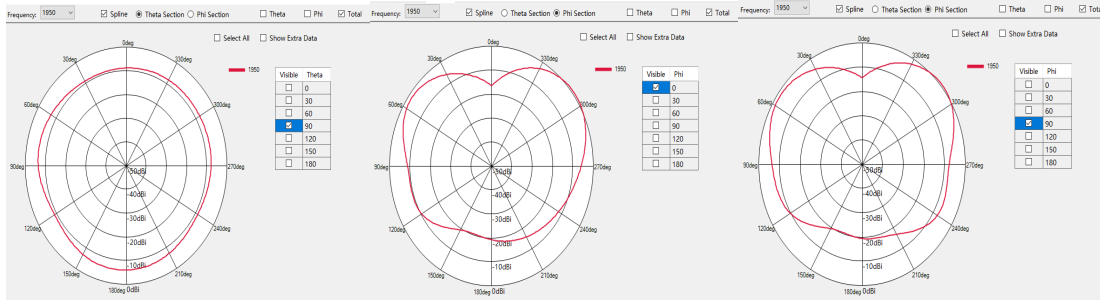 Frequency: 1950 Spline Theta Section Phi Section Theta Phi Total
Select All Show Extra Data
1950
Visible Theta
0
30
60
90
120
150
180
0deg
30deg
330deg
60deg
90deg
270deg
120deg
240deg
150deg
210deg
180deg 0dBi
-50dBi
-40dBi
-30dBi
-20dBi
-10dBi
Frequency: 1950 Spline Theta Section Phi Section Theta Phi Total
Select All Show Extra Data
1950
Visible Phi
0
30
60
90
120
150
180
0deg
30deg
330deg
60deg
300deg
90deg
270deg
120deg
240deg
150deg
210deg
180deg 0dBi
-50dBi
-40dBi
-30dBi
-20dBi
-10dBi
Frequency: 1950 Spline Theta Section Phi Section Theta Phi Tota
Select All Show Extra Data
1950
Visible Phi
0
30
60
90
120
150
180
0deg
30deg
330deg
60deg
300deg
90deg
270deg
120deg
240deg
150deg
210deg
180deg 0dBi
-50dBi
-40dBi
-30dBi
-20dBi
-10dBi